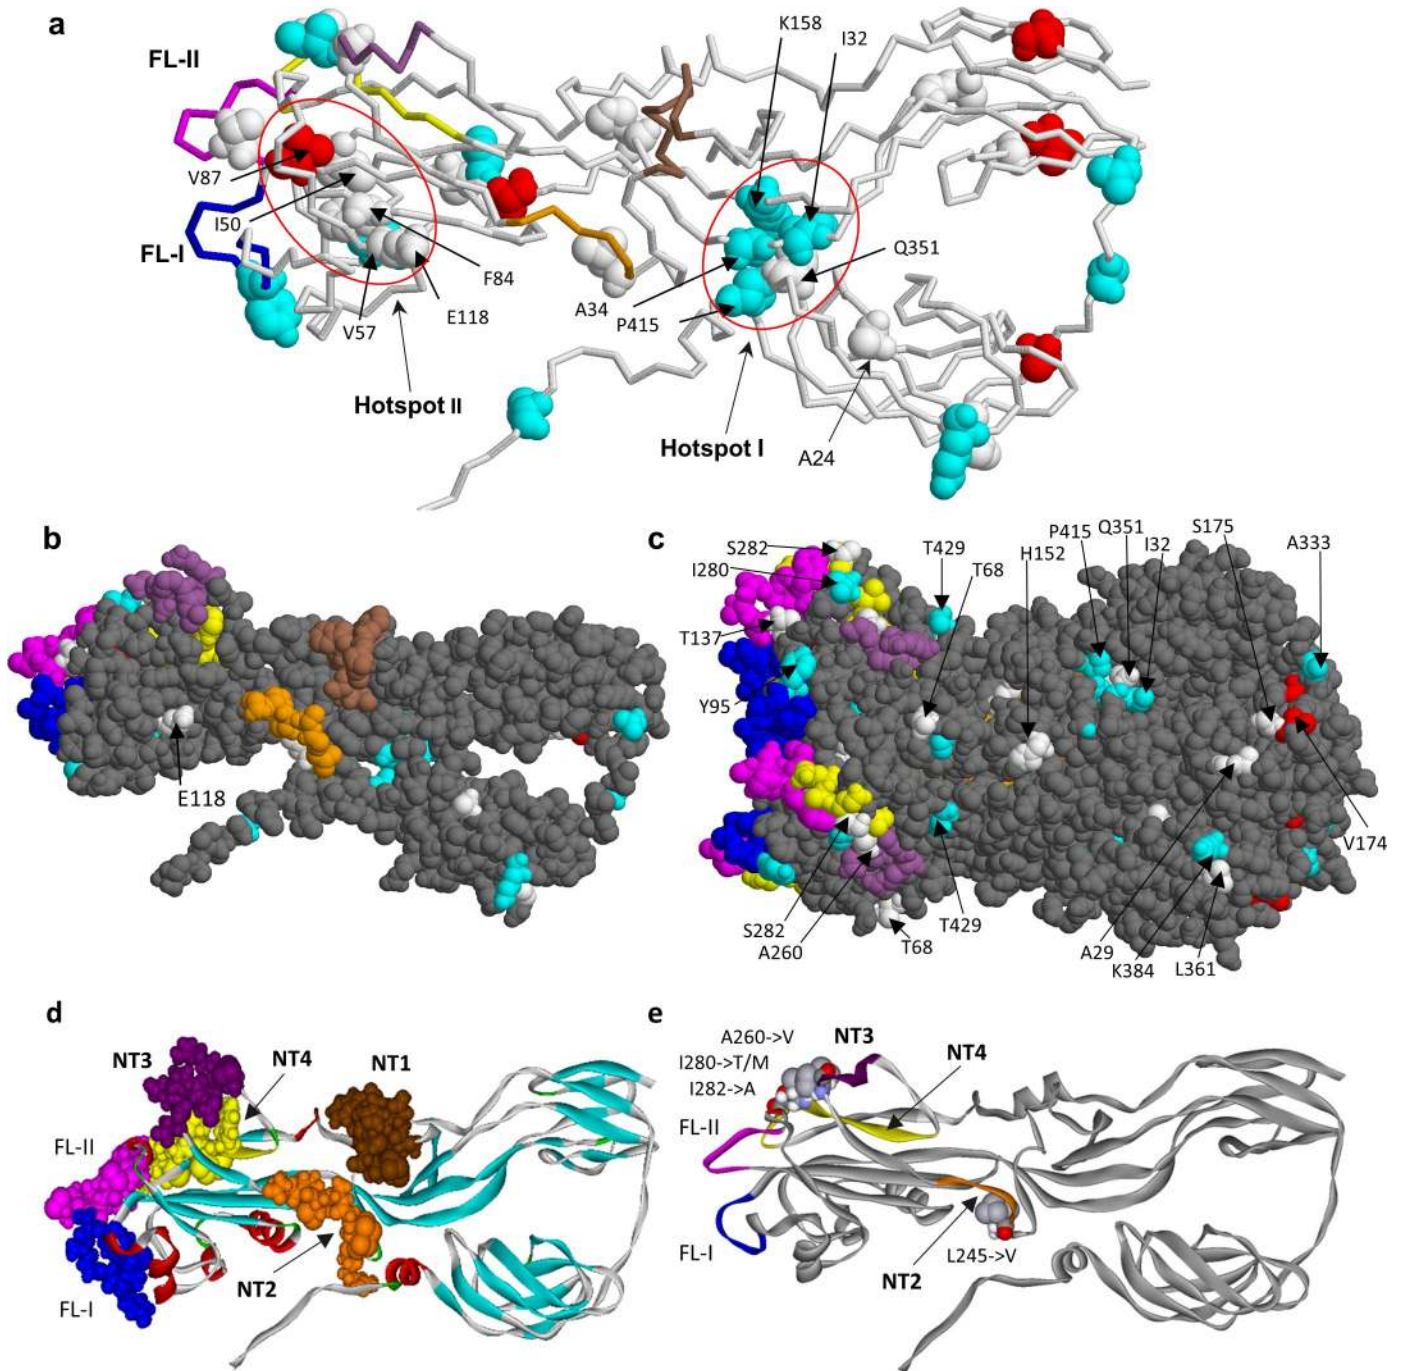 a
K158
I32
FL-II
V87
I50
FL-I
Q351
F84
A34
V57
E118
P415
Hotspot II
Hotspot I
A24
b
c
S282
I280
T429
T68
H152
P415
Q351
I32
S175
A333
T137
Y95
E118
V174
S282
A260
T68
T429
A29
K384
L361
d
e
NT3
NT4
NT1
FL-II
NT2
FL-I
A260->V
I280->T/M
I282->A
NT3
NT4
FL-II
FL-I
NT2
L245->V